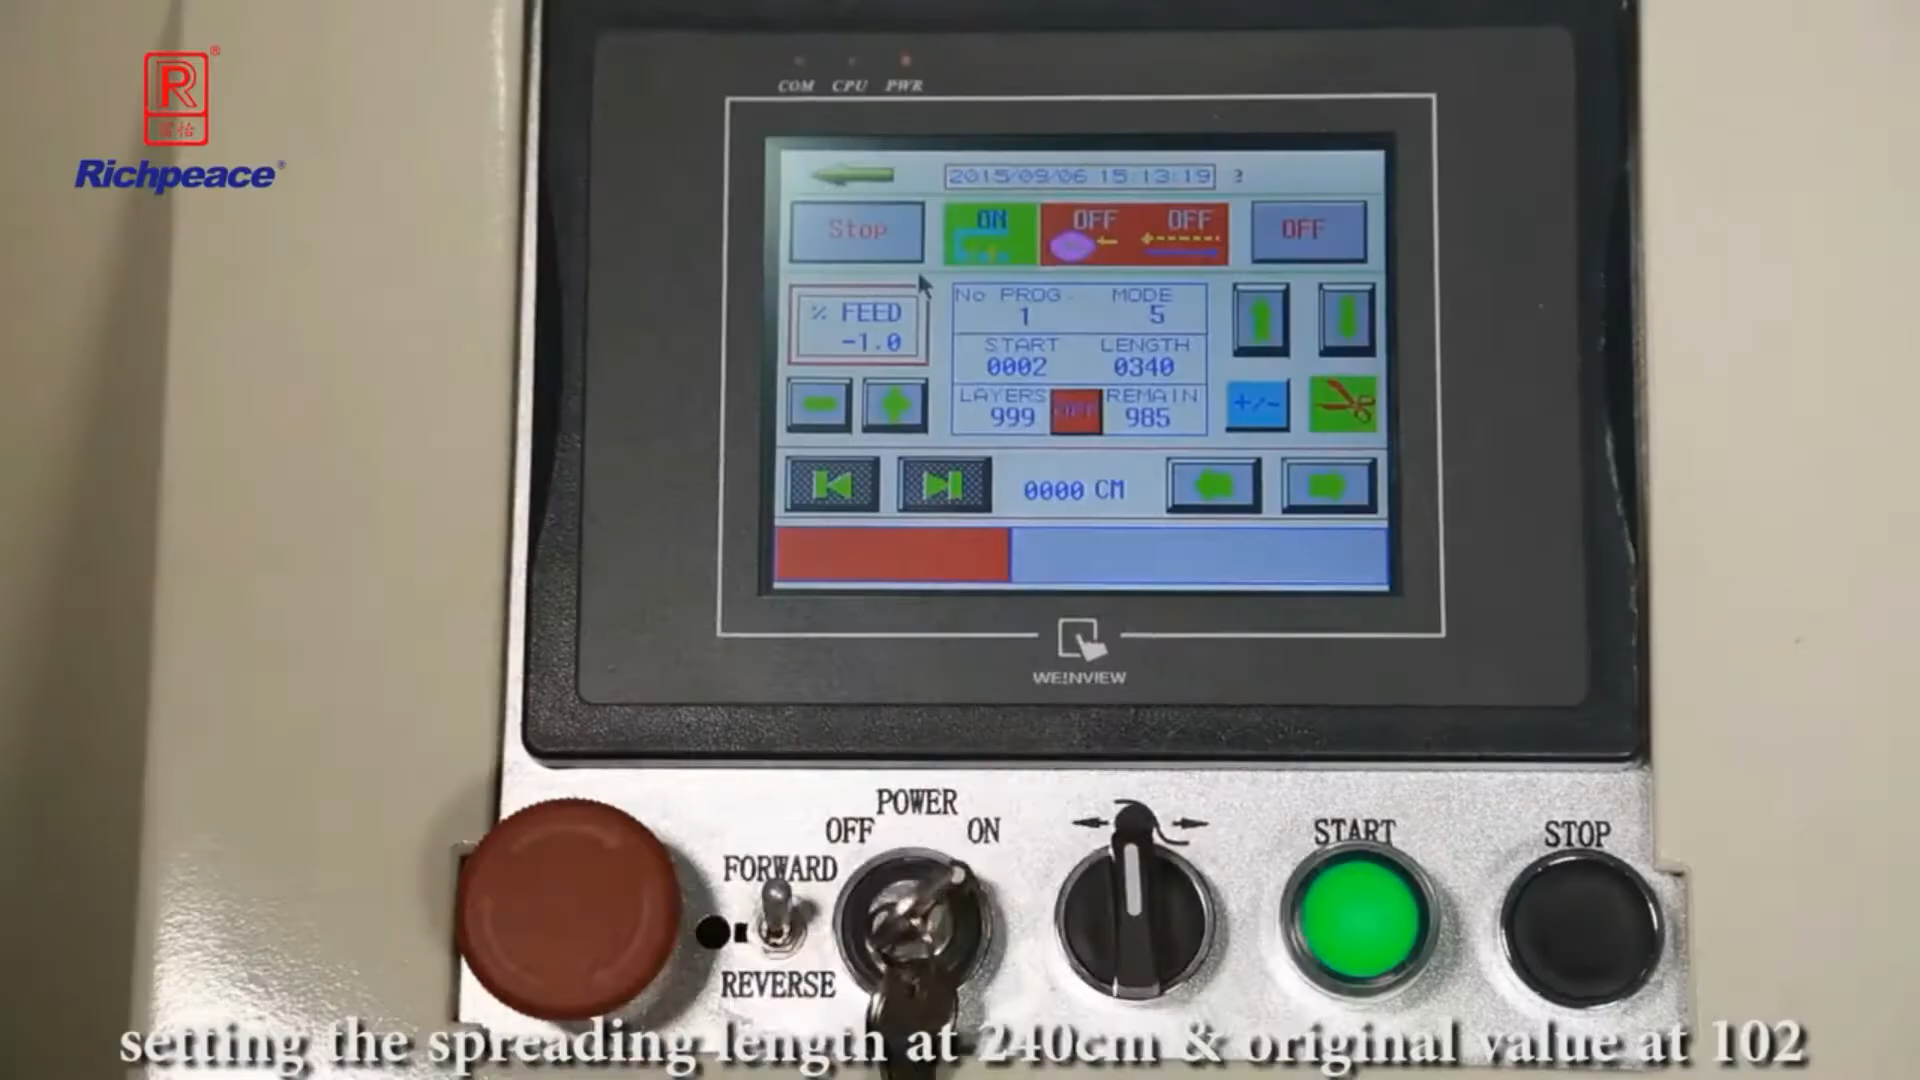 R®
富怡
Richpeace®
COM CPU PWR
2015/09/06 15:13:19
Stop ON OFF OFF OFF
No PROG. MODE
1 5
% FEED
-1.0
START LENGTH
0002 0340
LAYERS REMAIN
999 985
+/-
0000 CM
WEINVIEW
POWER
OFF ON
FORWARD
REVERSE
START
STOP
setting the spreading length at 240cm & original value at 102